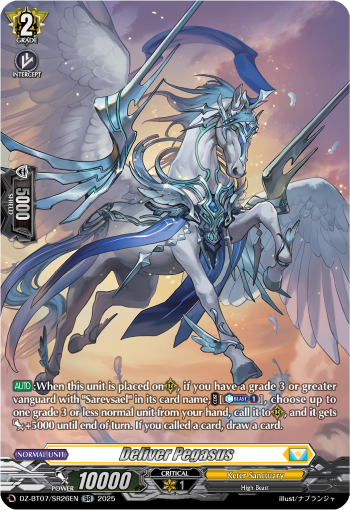 2
GRADE
INTERCEPT
5000
SHIELD
AUTO:When this unit is placed on R, if you have a grade 3 or greater
vanguard with "Sarevsael" in its card name, COST[C-BLAST 1], choose up to
one grade 3 or less normal unit from your hand, call it to R, and it gets
+5000 until end of turn. If you called a card, draw a card.
NORMAL UNIT
Deliver Pegasus
POWER 10000
CRITICAL
1
Keter Sanctuary
High Beast
D DZ-BT07/SR26EN SR 2025
illust/ナブランジャ